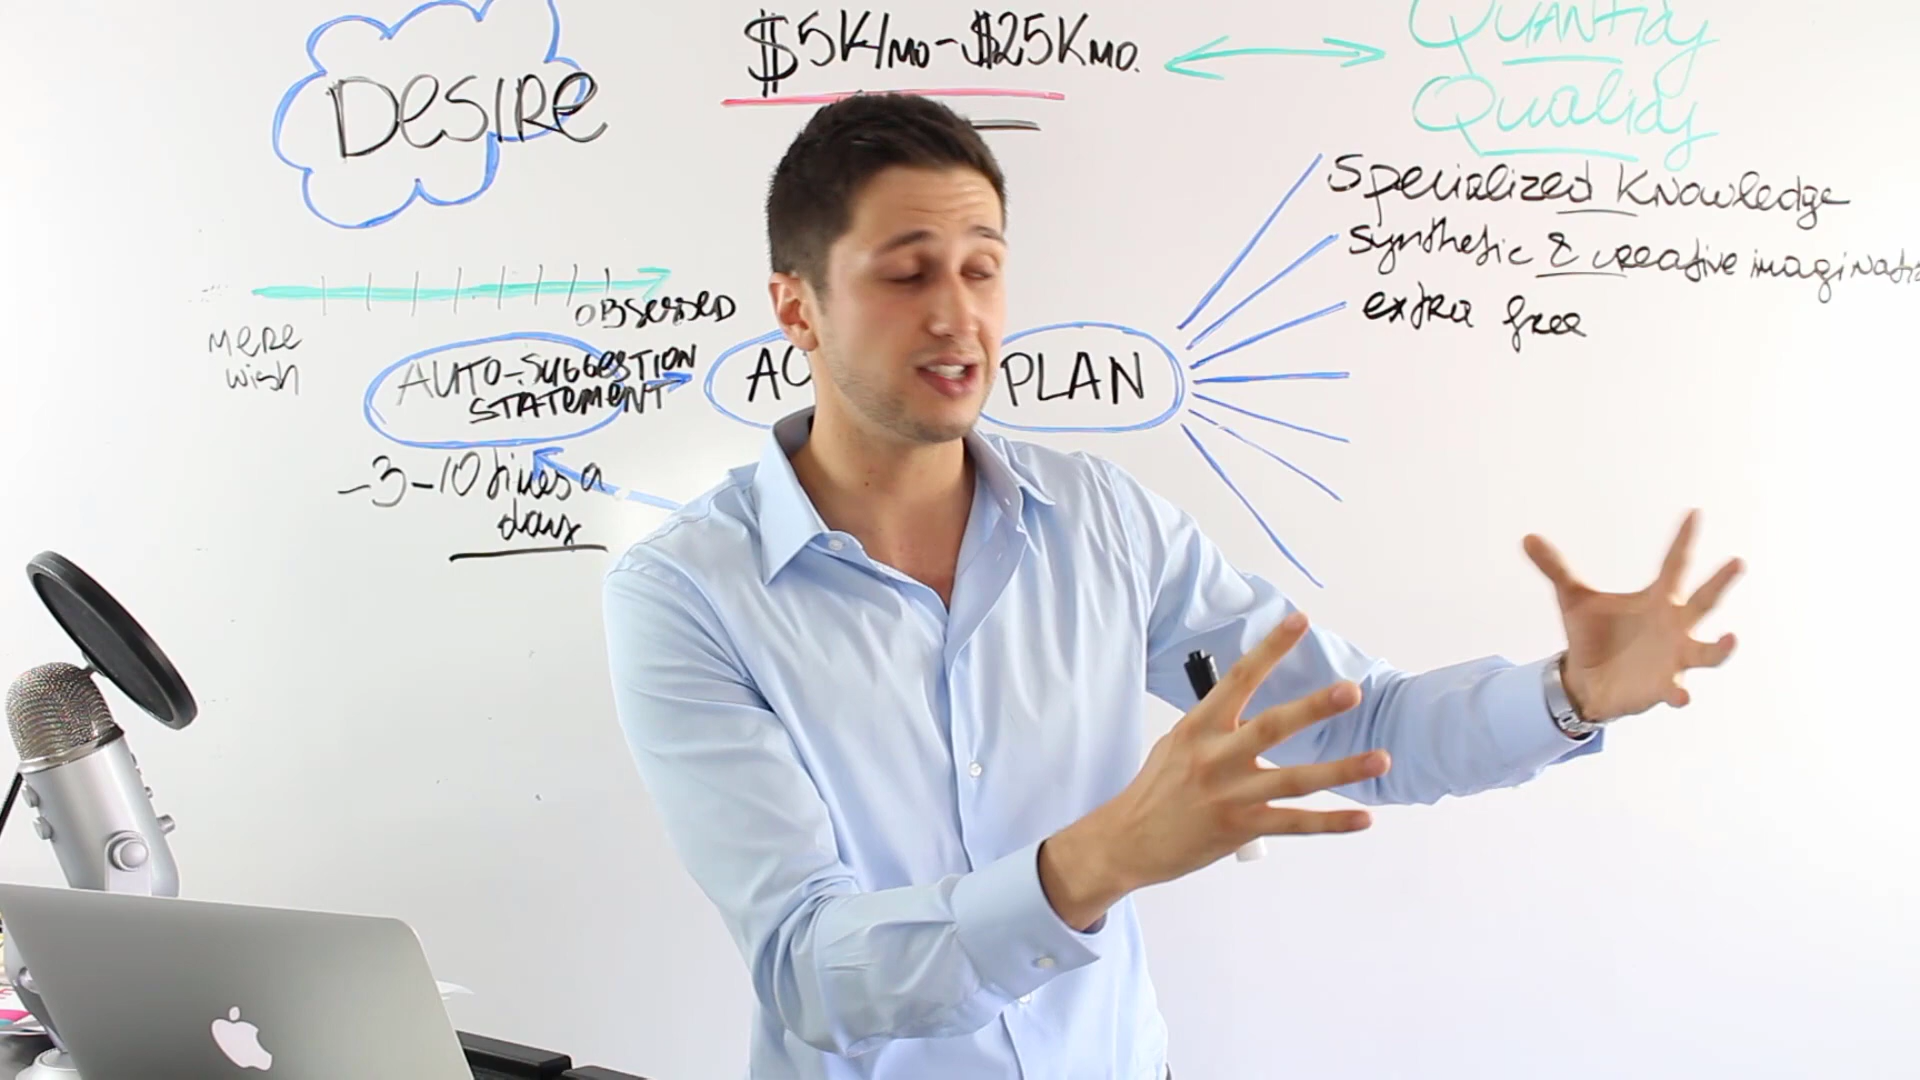 DESIRE
$5K/MO-$25K MO.
QUANTITY
QUALITY
Specialized Knowledge
synthetic & creative imaginati
extra free
OBSESSED
MERE
WISH
AUTO-SUGGESTION
STATEMENT
AC
PLAN
-3-10 times a
day